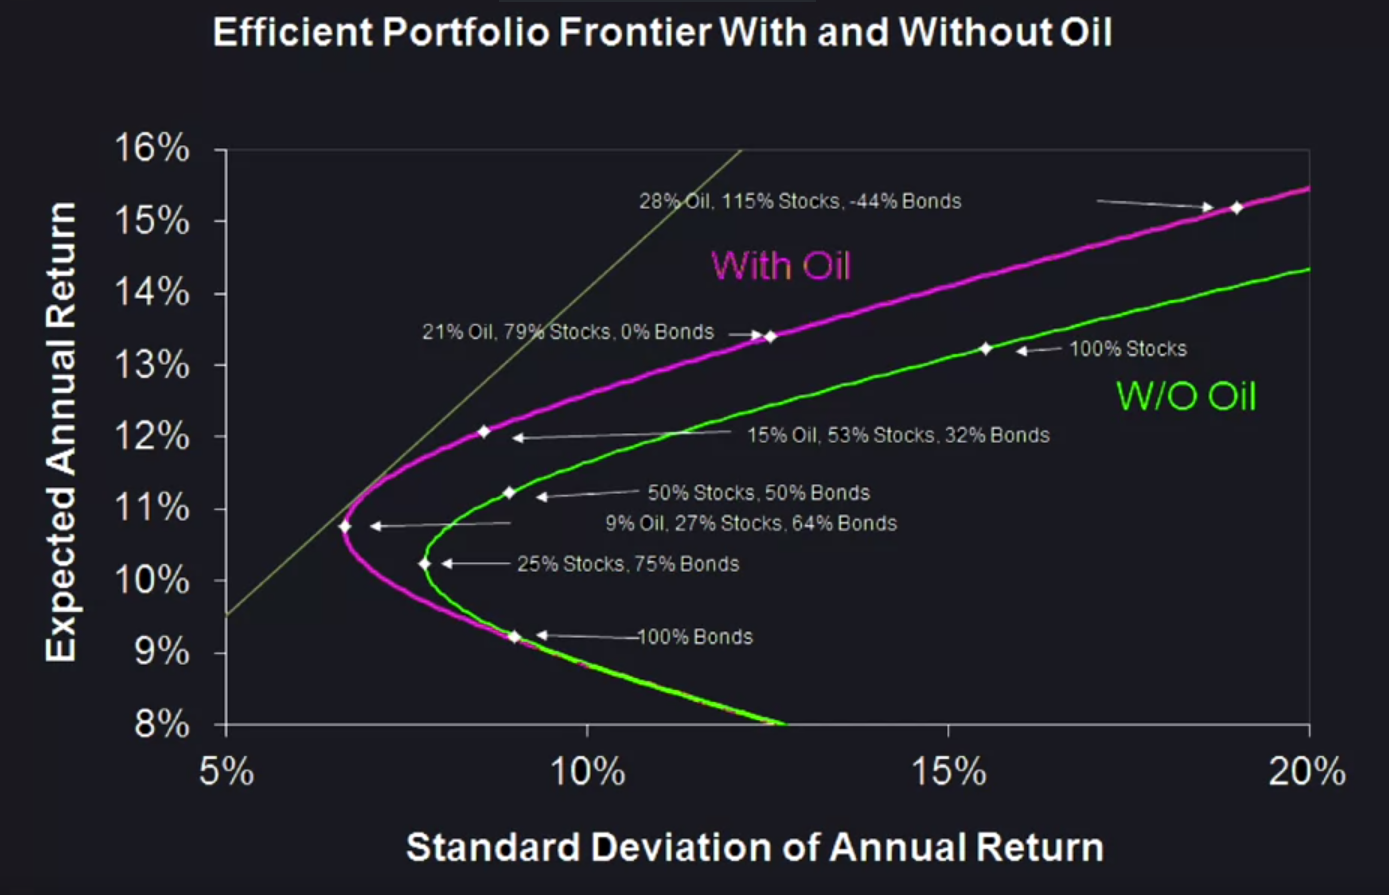 Efficient Portfolio Frontier With and Without Oil
Expected Annual Return
16%
15%
14%
13%
12%
11%
10%
9%
8%
28% Oil, 115% Stocks, -44% Bonds
With Oil
21% Oil, 79% Stocks, 0% Bonds
100% Stocks
W/O Oil
15% Oil, 53% Stocks, 32% Bonds
50% Stocks, 50% Bonds
9% Oil, 27% Stocks, 64% Bonds
25% Stocks, 75% Bonds
100% Bonds
5%
10%
15%
20%
Standard Deviation of Annual Return